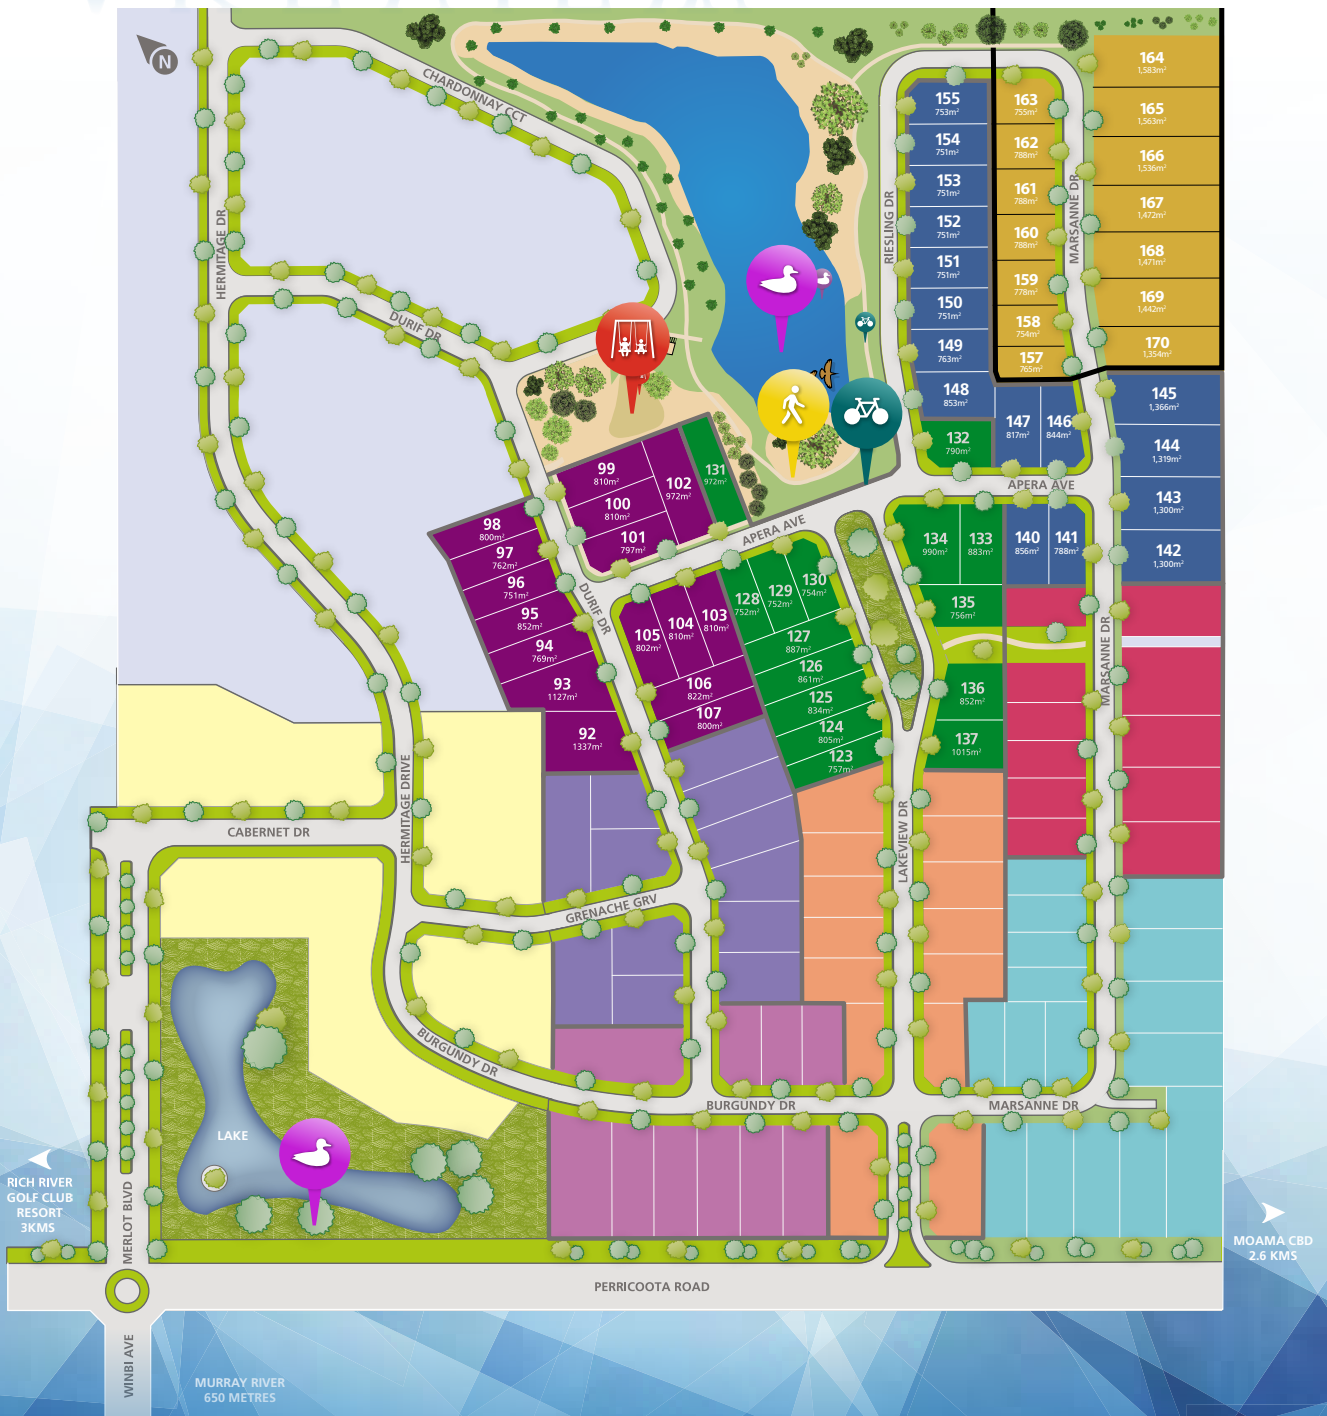 N
CHARDONNAY CCT
HERMITAGE DR
DURIF DR
RIESLING DR
MARSANNE DR
155
753m²
154
751m²
153
751m²
152
751m²
151
751m²
150
751m²
149
763m²
148
853m²
163
755m²
162
788m²
161
788m²
160
788m²
159
778m²
158
754m²
157
765m²
164
1,583m²
165
1,563m²
166
1,536m²
167
1,472m²
168
1,471m²
169
1,442m²
170
1,354m²
147
817m²
146
844m²
145
1,366m²
144
1,319m²
143
1,300m²
142
1,300m²
132
790m²
APERA AVE
134
990m²
133
883m²
140
856m²
141
788m²
135
756m²
136
852m²
137
1015m²
99
810m²
100
810m²
101
797m²
102
972m²
131
972m²
APERA AVE
98
800m²
97
762m²
96
751m²
95
852m²
94
769m²
93
1127m²
92
1337m²
DURIF DR
105
802m²
104
810m²
103
810m²
106
822m²
107
800m²
128
752m²
129
752m²
130
754m²
127
887m²
126
861m²
125
834m²
124
805m²
123
757m²
MARSANNE DR
HERMITAGE DRIVE
LAKEVIEW DR
CABERNET DR
GRENACHE GRV
BURGUNDY DR
BURGUNDY DR
MARSANNE DR
LAKE
MERLOT BLVD
RICH RIVER
GOLF CLUB
RESORT
3KMS
MOAMA CBD
2.6 KMS
PERRICOOTA ROAD
WINBI AVE
MURRAY RIVER
650 METRES